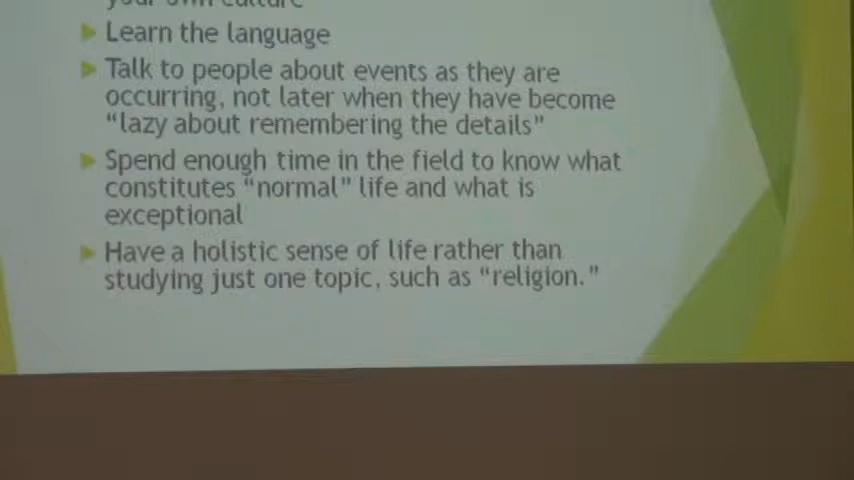 your own culture
Learn the language
Talk to people about events as they are
occurring, not later when they have become
“lazy about remembering the details”
Spend enough time in the field to know what
constitutes “normal” life and what is
exceptional
Have a holistic sense of life rather than
studying just one topic, such as “religion.”